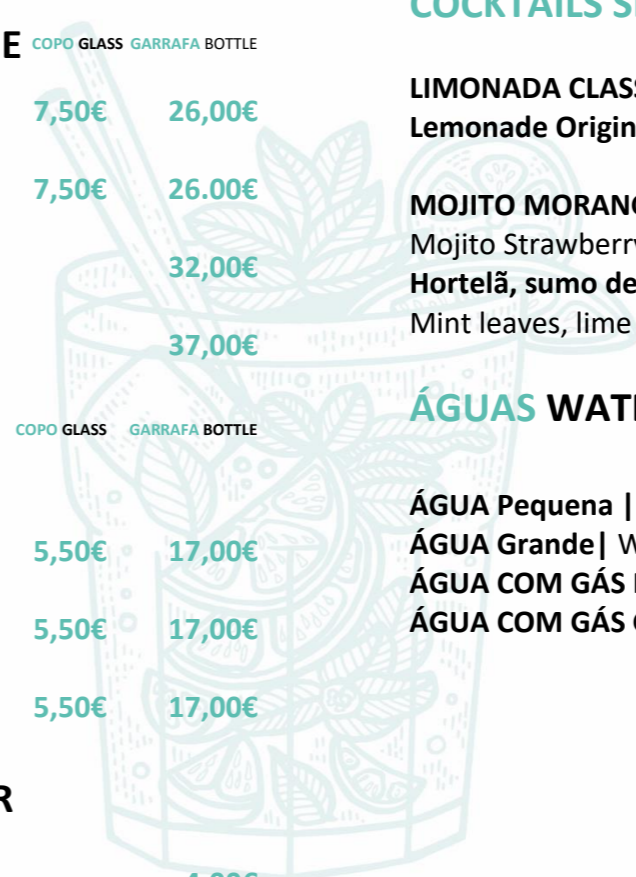 E COPO GLASS GARRAFA BOTTLE
7,50€ 26,00€
7,50€ 26.00€
32,00€
37,00€
COPO GLASS GARRAFA BOTTLE
5,50€ 17,00€
5,50€ 17,00€
5,50€ 17,00€
R
COCKTAILS
LIMONADA CLASS
Lemonade Origin
MOJITO MORANG
Mojito Strawberry
Hortelã, sumo de
Mint leaves, lime
ÁGUAS WAT
ÁGUA Pequena |
ÁGUA Grande| W
ÁGUA COM GÁS
ÁGUA COM GÁS